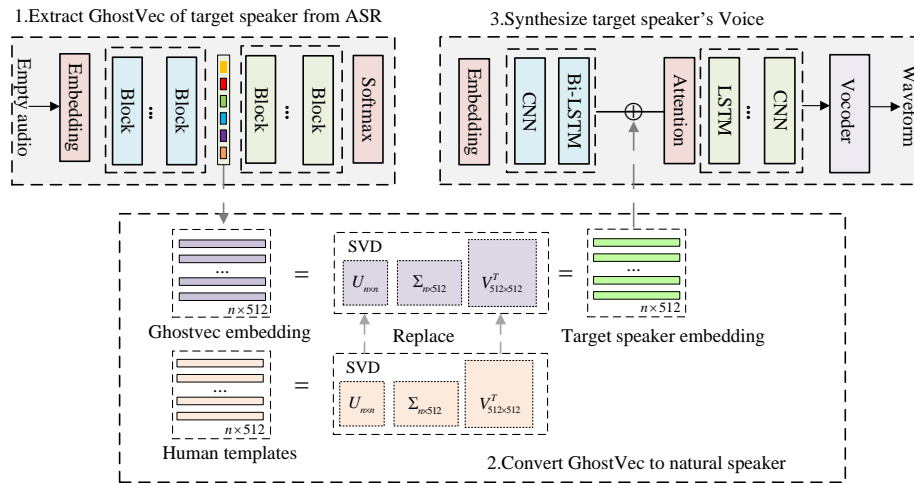 1.Extract GhostVec of target speaker from ASR
Empty audio
Embedding
Block
...
Block
Block
...
Block
Softmax
3.Synthesize target speaker's Voice
Embedding
CNN
Bi-LSTM
Attention
LSTM
...
CNN
Vocoder
Waveform
...
n×512
Ghostvec embedding
=
SVD
U n×n
Σ n×512
V T 512×512
=
...
n×512
Target speaker embedding
Replace
...
n×512
Human templates
=
SVD
U n×n
Σ n×512
V T 512×512
2.Convert GhostVec to natural speaker